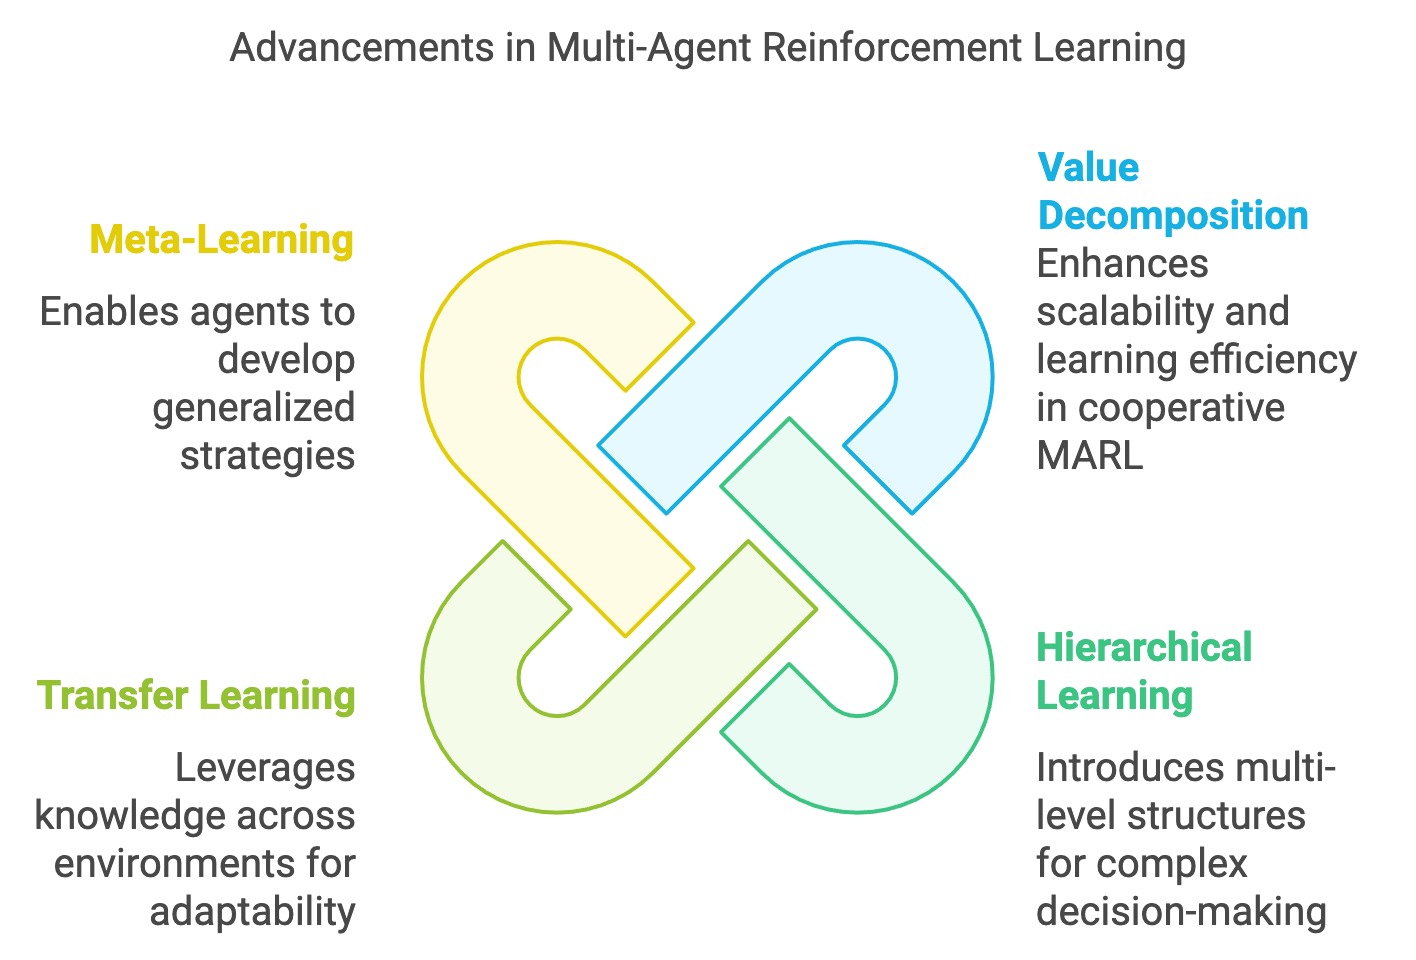 Advancements in Multi-Agent Reinforcement Learning
Meta-Learning
Enables agents to
develop
generalized
strategies
Value
Decomposition
Enhances
scalability and
learning efficiency
in cooperative
MARL
Transfer Learning
Leverages
knowledge across
environments for
adaptability
Hierarchical
Learning
Introduces multi-
level structures
for complex
decision-making